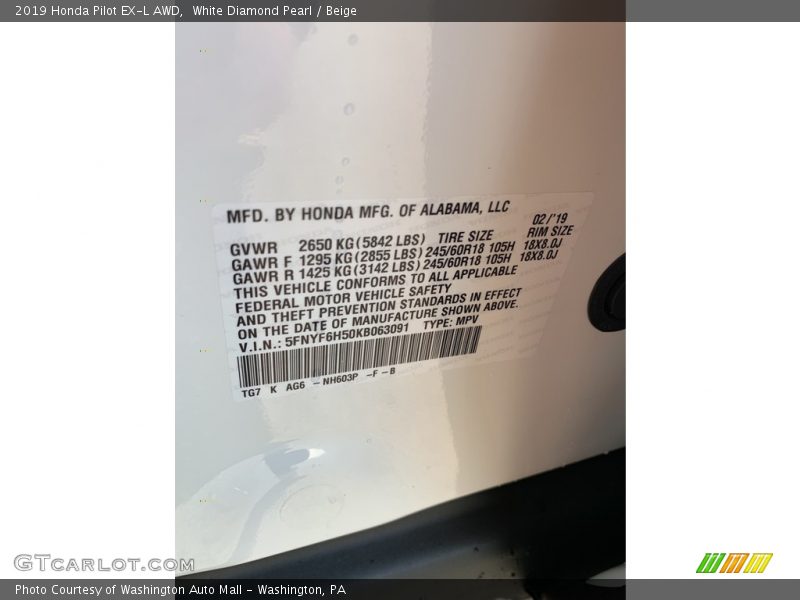 2019 Honda Pilot EX-L AWD,  White Diamond Pearl / Beige
MFD. BY HONDA MFG. OF ALABAMA, LLC
02/'19
GVWR 2650 KG (5842 LBS) TIRE SIZE RIM SIZE
GAWR F 1295 KG (2855 LBS) 245/60R18 105H 18X8.0J
GAWR R 1425 KG (3142 LBS) 245/60R18 105H 18X8.0J
THIS VEHICLE CONFORMS TO ALL APPLICABLE
FEDERAL MOTOR VEHICLE SAFETY
AND THEFT PREVENTION STANDARDS IN EFFECT
ON THE DATE OF MANUFACTURE SHOWN ABOVE.
V.I.N.: 5FNYF6H50KB063091 TYPE: MPV
TG7 K AG6 -NH603P -F -B
GTCARLOT.COM
Photo Courtesy of Washington Auto Mall - Washington, PA